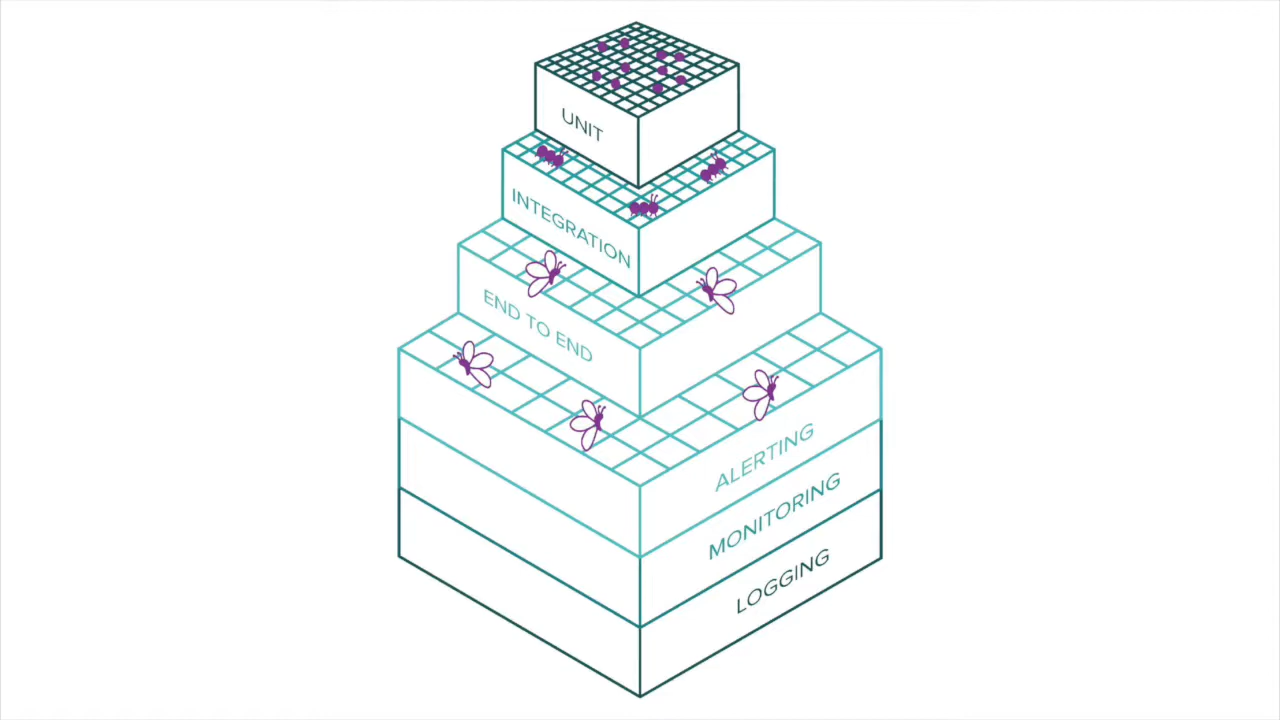 UNIT
INTEGRATION
END TO END
ALERTING
MONITORING
LOGGING